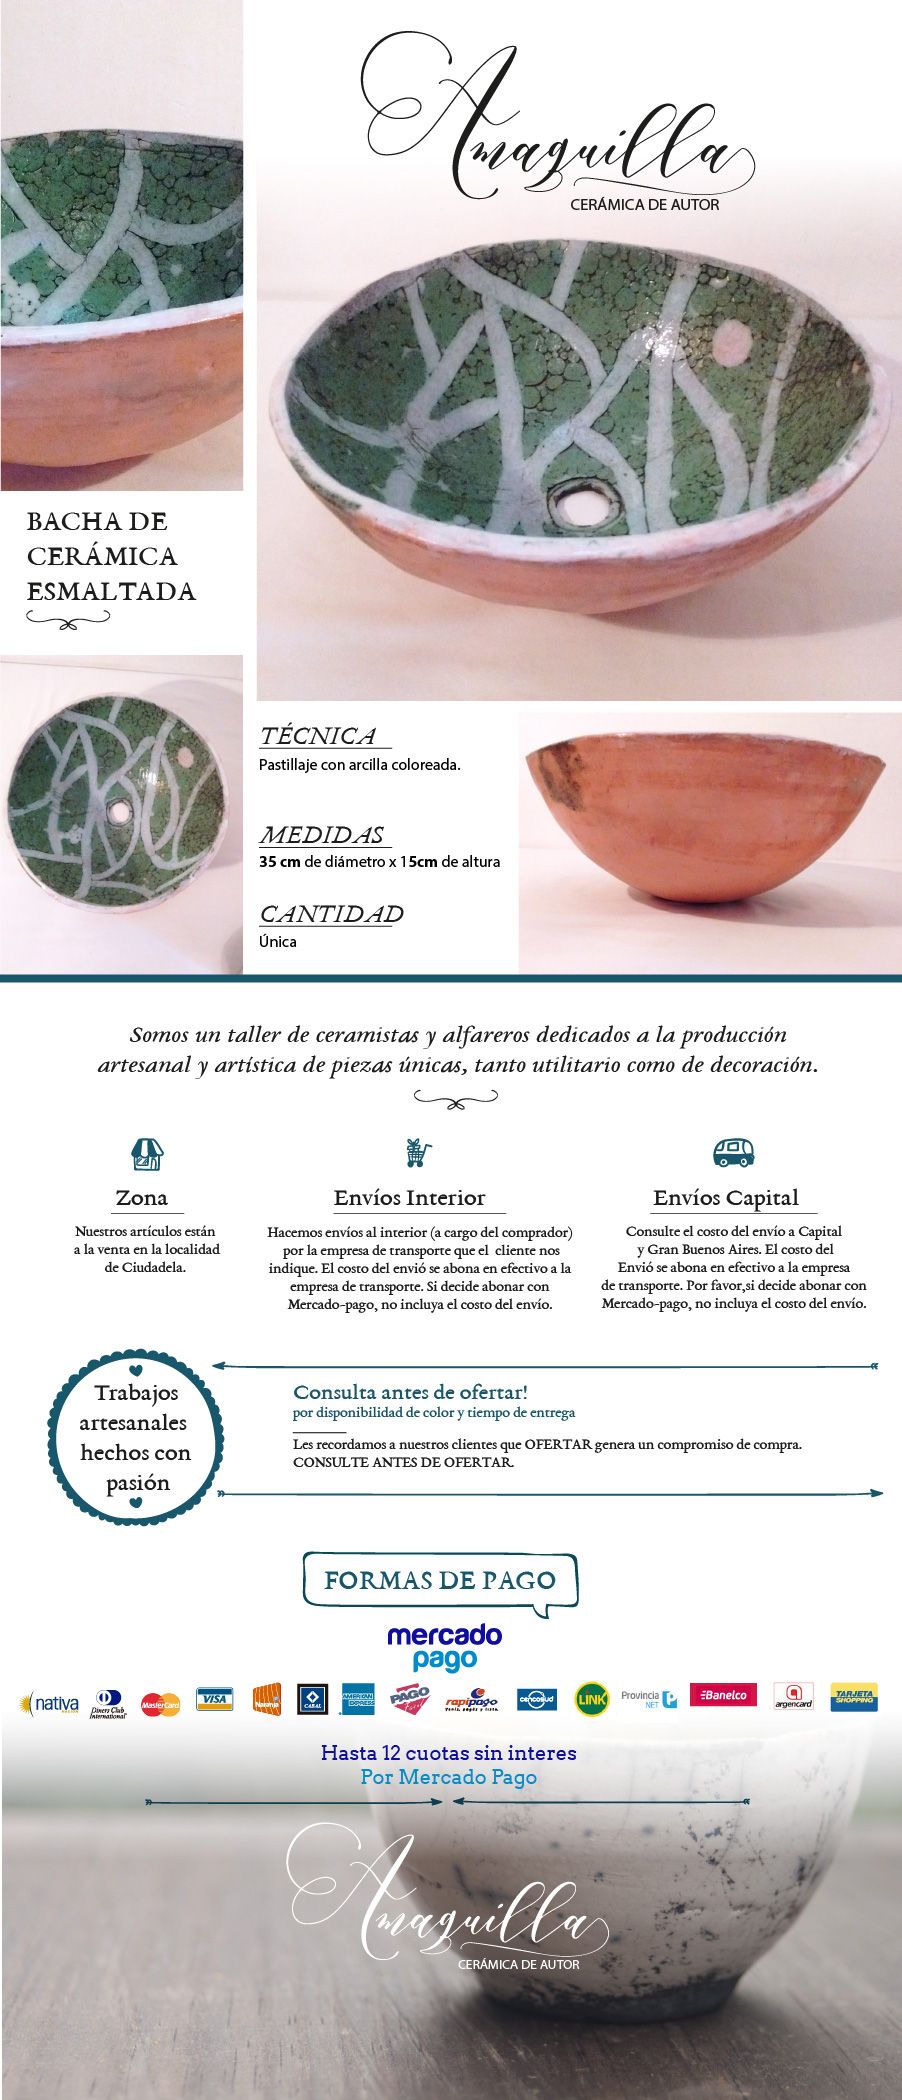 Amaquilla
CERÁMICA DE AUTOR
BACHA DE
CERÁMICA
ESMALTADA
TÉCNICA
Pastillaje con arcilla coloreada.
MEDIDAS
35 cm de diámetro x 15cm de altura
CANTIDAD
Única
Somos un taller de ceramistas y alfareros dedicados a la producción
artesanal y artística de piezas únicas, tanto utilitario como de decoración.
Zona
Nuestros artículos están
a la venta en la localidad
de Ciudadela.
Envíos Interior
Hacemos envíos al interior (a cargo del comprador)
por la empresa de transporte que el cliente nos
indique. El costo del envió se abona en efectivo a la
empresa de transporte. Si decide abonar con
Mercado-pago, no incluya el costo del envío.
Envíos Capital
Consulte el costo del envío a Capital
y Gran Buenos Aires. El costo del
Envió se abona en efectivo a la empresa
de transporte. Por favor,si decide abonar con
Mercado-pago, no incluya el costo del envío.
Trabajos
artesanales
hechos con
pasión
Consulta antes de ofertar!
por disponibilidad de color y tiempo de entrega
Les recordamos a nuestros clientes que OFERTAR genera un compromiso de compra.
CONSULTE ANTES DE OFERTAR.
FORMAS DE PAGO
mercado
pago
nativa
NACIÓN
Diners Club
International
MasterCard
VISA
Naranja
CABAL
AMERICAN
EXPRESS
PAGO
fácil
rapipago
cencosud
LINK
Provincia
NET
Banelco
argencard
TARJETA
SHOPPING
Hasta 12 cuotas sin interes
Por Mercado Pago
Amaquilla
CERÁMICA DE AUTOR